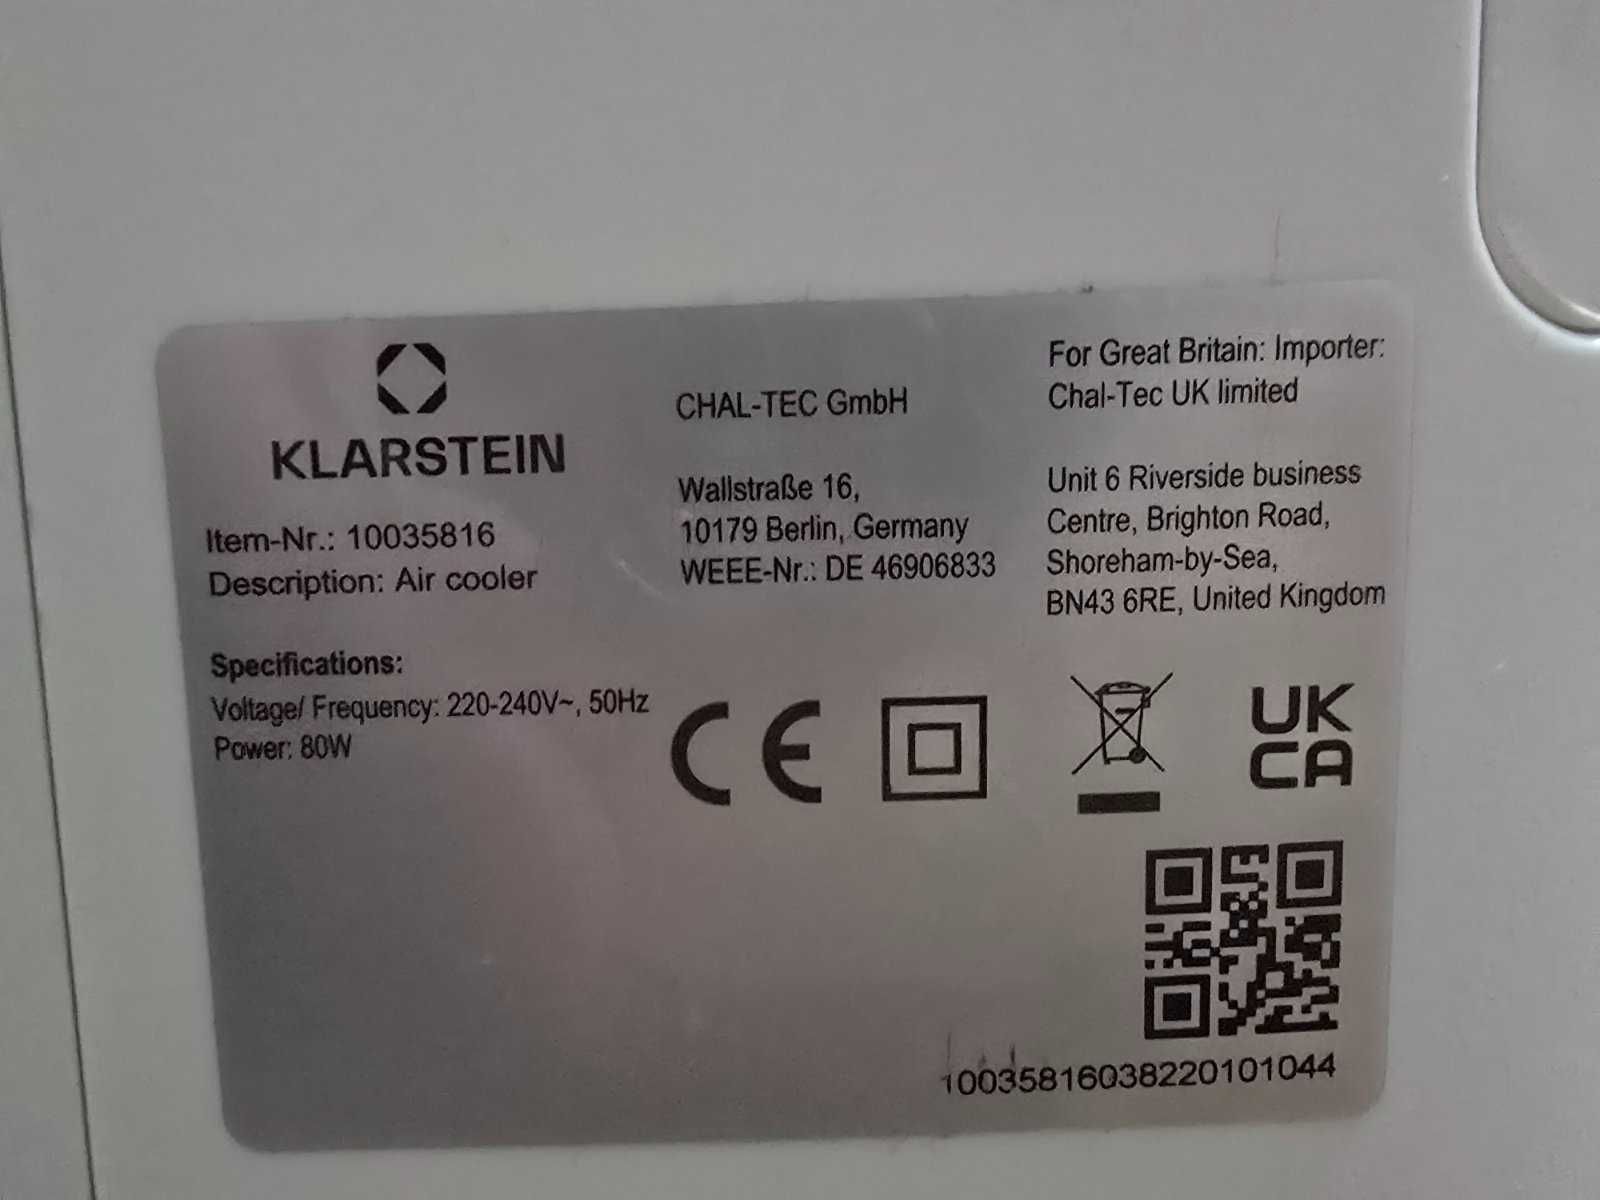 KLARSTEIN
Item-Nr.: 10035816
Description: Air cooler
Specifications:
Voltage/ Frequency: 220-240V~, 50Hz
Power: 80W
CHAL-TEC GmbH
Wallstraße 16,
10179 Berlin, Germany
WEEE-Nr.: DE 46906833
For Great Britain: Importer:
Chal-Tec UK limited
Unit 6 Riverside business
Centre, Brighton Road,
Shoreham-by-Sea,
BN43 6RE, United Kingdom
CE
UK
CA
10035816038220101044